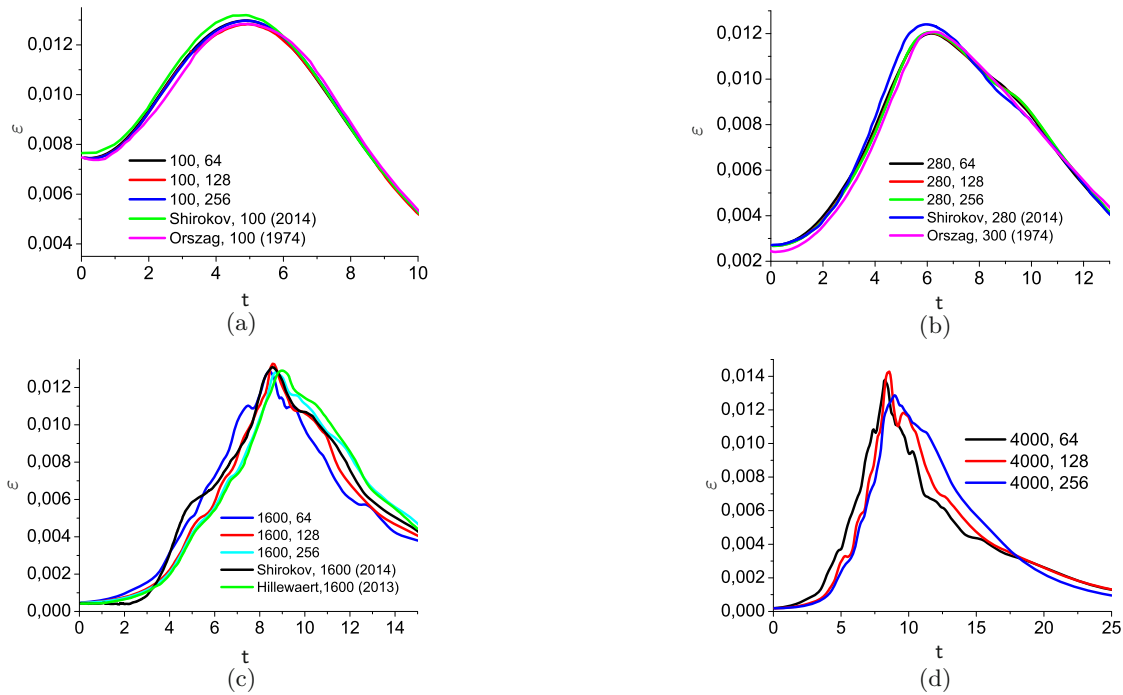 0,012
0,010
0,008
0,006
0,004
ε
100, 64
100, 128
100, 256
Shirokov, 100 (2014)
Orszag, 100 (1974)
0 2 4 6 8 10
t
(a)
0,012
0,010
0,008
0,006
0,004
0,002
ε
280, 64
280, 128
280, 256
Shirokov, 280 (2014)
Orszag, 300 (1974)
0 2 4 6 8 10 12
t
(b)
0,012
0,010
0,008
0,006
0,004
0,002
0,000
ε
1600, 64
1600, 128
1600, 256
Shirokov, 1600 (2014)
Hillewaert,1600 (2013)
0 2 4 6 8 10 12 14
t
(c)
0,014
0,012
0,010
0,008
0,006
0,004
0,002
0,000
ε
4000, 64
4000, 128
4000, 256
0 5 10 15 20 25
t
(d)